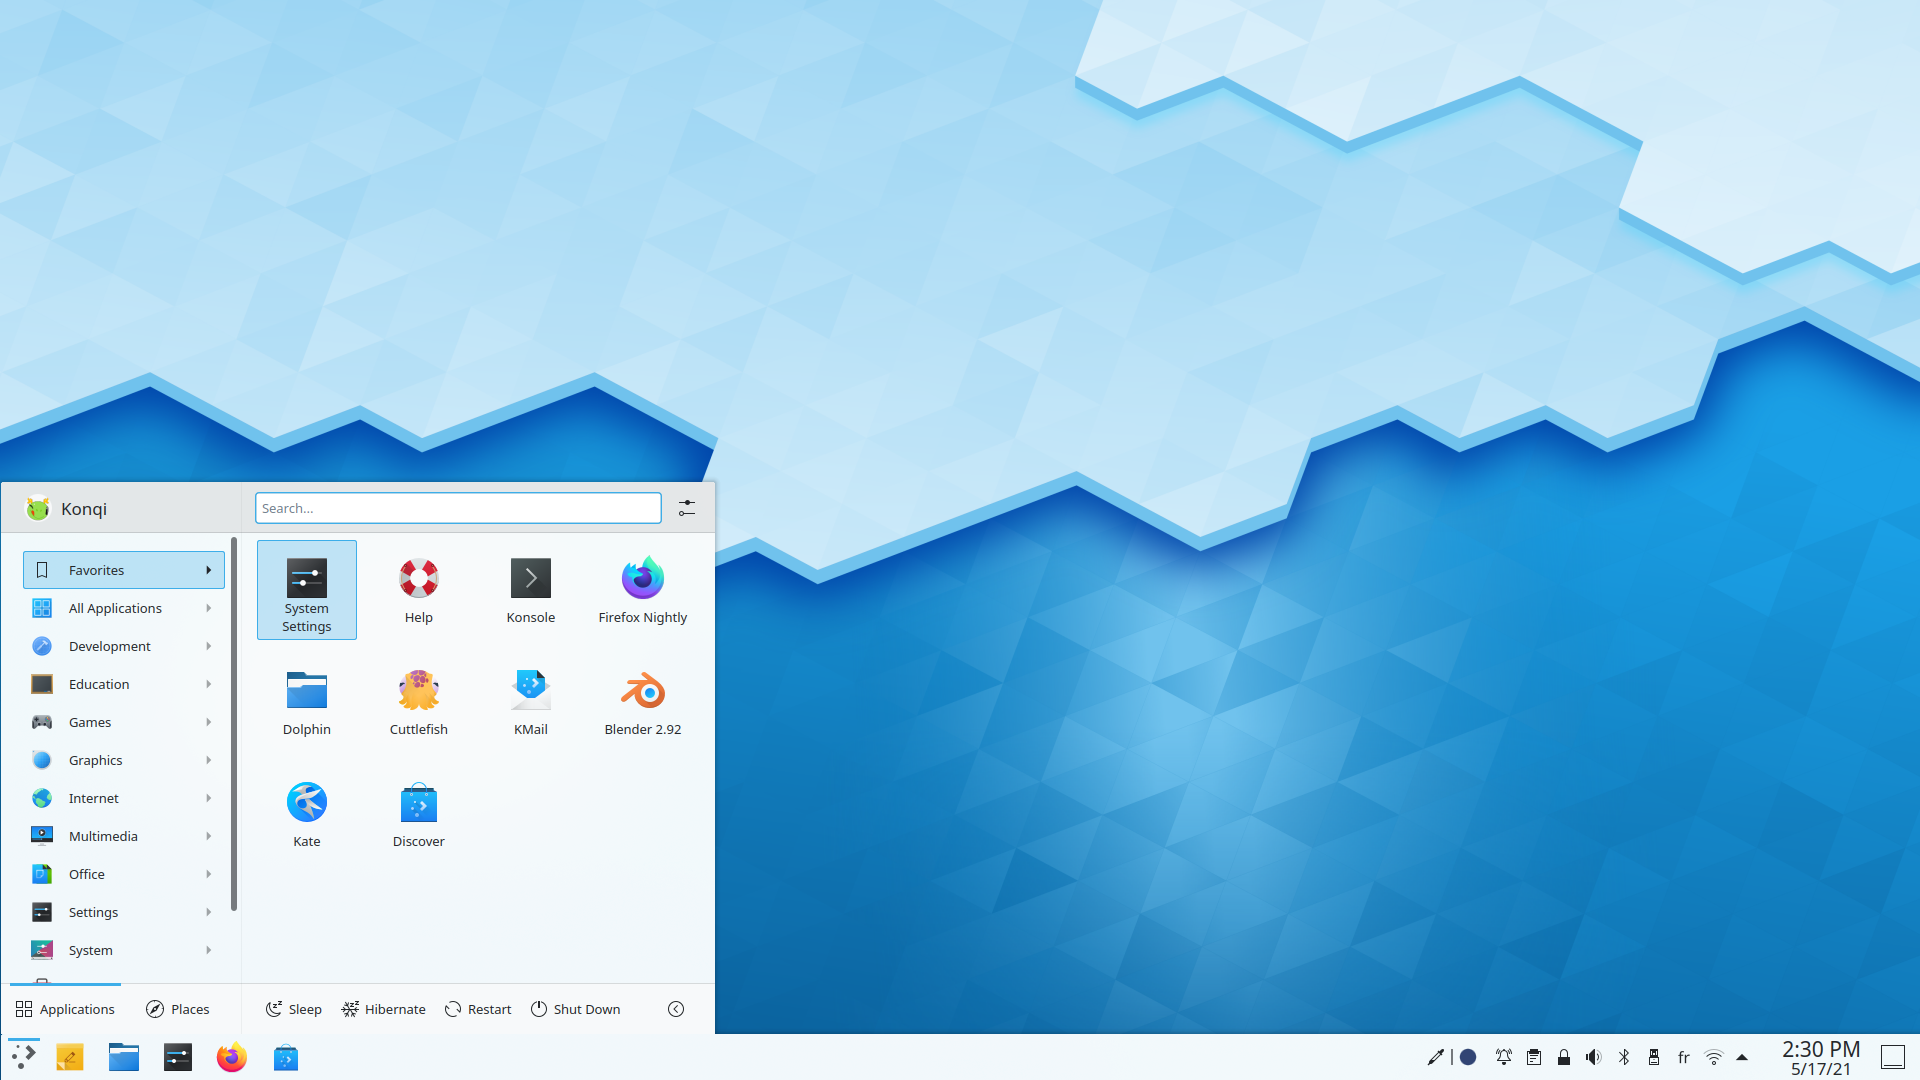 Konqi
Search...
Favorites
All Applications
Development
Education
Games
Graphics
Internet
Multimedia
Office
Settings
System
System
Settings
Help
Konsole
Firefox Nightly
Dolphin
Cuttlefish
KMail
Blender 2.92
Kate
Discover
Applications
Places
Sleep
Hibernate
Restart
Shut Down
fr
2:30 PM
5/17/21